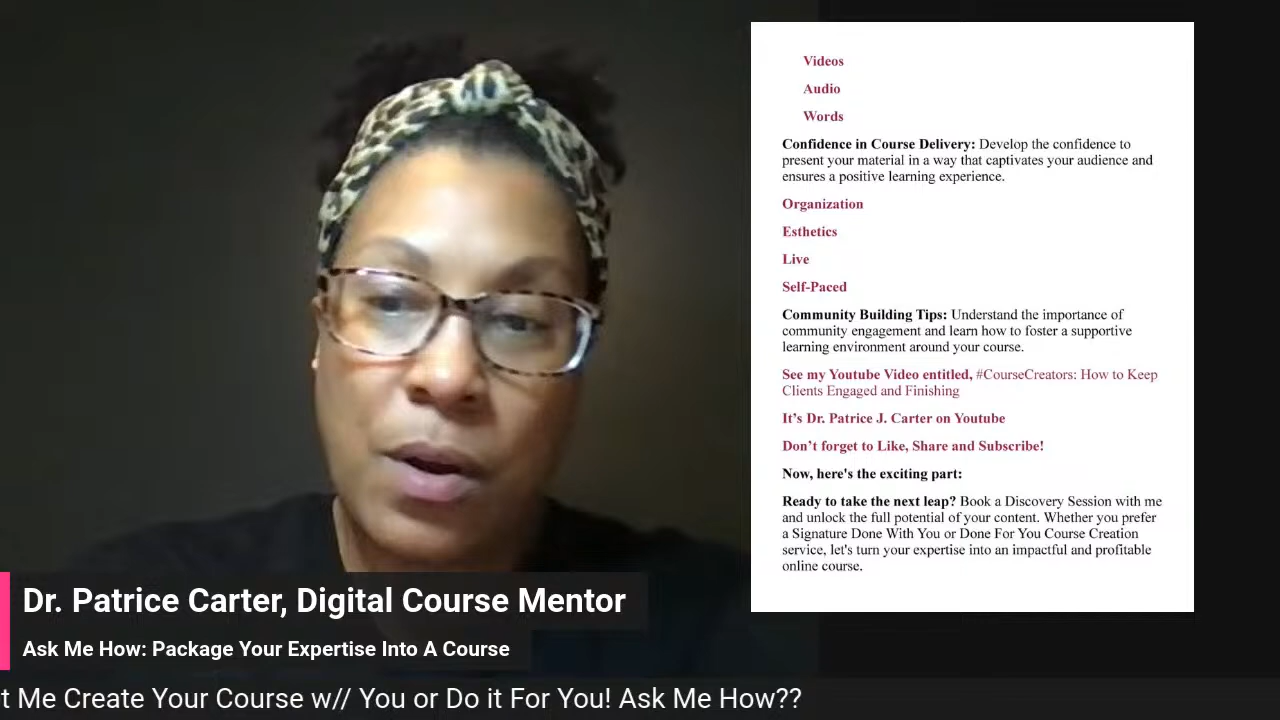 Videos
Audio
Words
Confidence in Course Delivery: Develop the confidence to
present your material in a way that captivates your audience and
ensures a positive learning experience.
Organization
Esthetics
Live
Self-Paced
Community Building Tips: Understand the importance of
community engagement and learn how to foster a supportive
learning environment around your course.
See my Youtube Video entitled, #CourseCreators: How to Keep
Clients Engaged and Finishing
It’s Dr. Patrice J. Carter on Youtube
Don’t forget to Like, Share and Subscribe!
Now, here's the exciting part:
Ready to take the next leap? Book a Discovery Session with me
and unlock the full potential of your content. Whether you prefer
a Signature Done With You or Done For You Course Creation
service, let's turn your expertise into an impactful and profitable
online course.
Dr. Patrice Carter, Digital Course Mentor
Ask Me How: Package Your Expertise Into A Course
t Me Create Your Course w// You or Do it For You! Ask Me How??